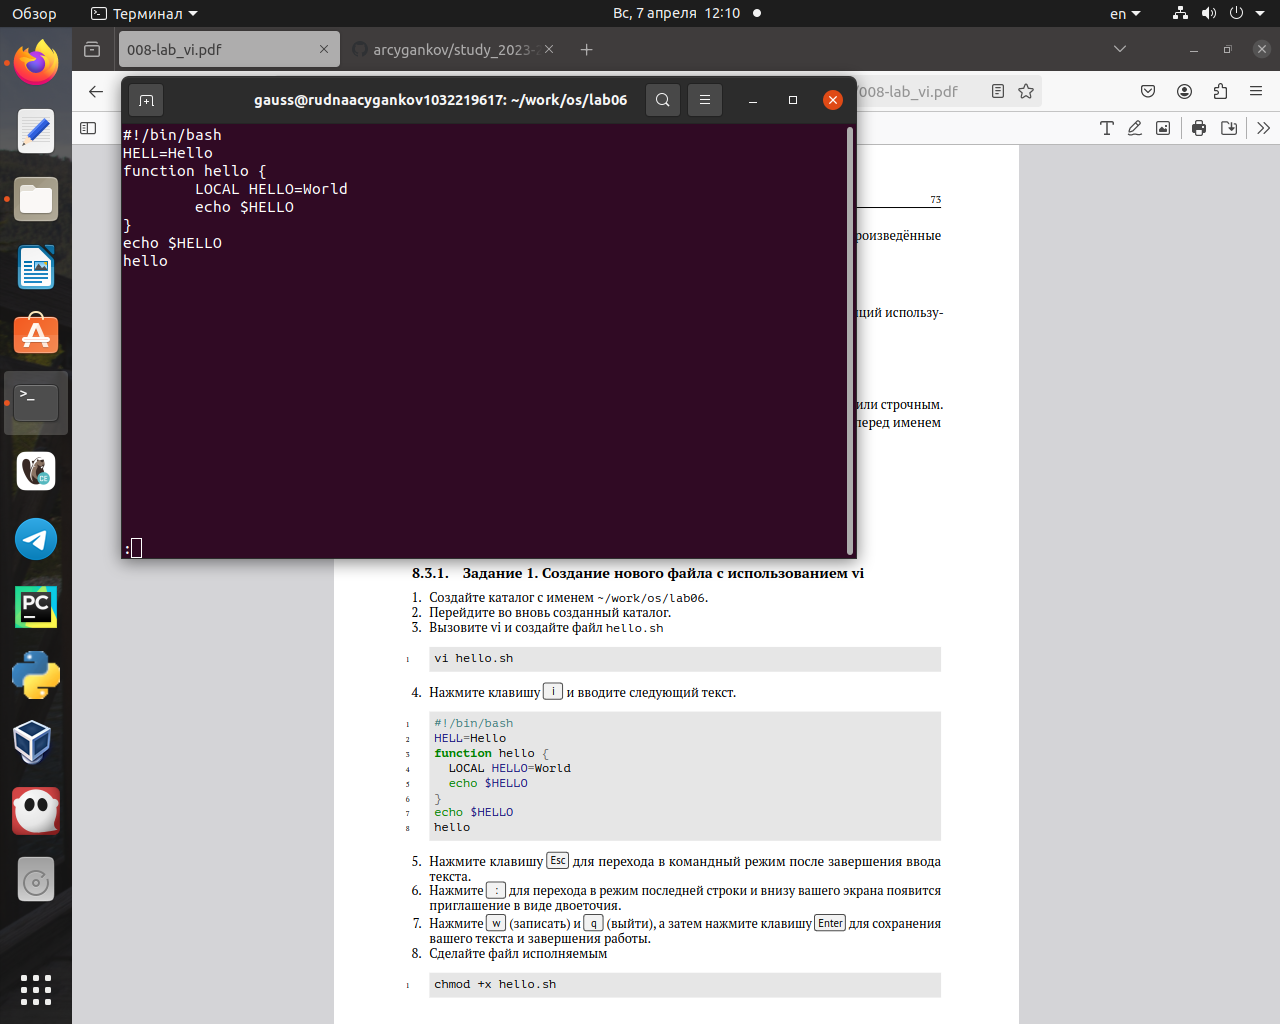 Обзор
Терминал
Вс, 7 апреля 12:10
en
008-lab_vi.pdf
arcygankov/study_2023-2
/008-lab_vi.pdf
gauss@rudnaacygankov1032219617: ~/work/os/lab06
#!/bin/bash
HELL=Hello
function hello {
LOCAL HELLO=World
echo $HELLO
}
echo $HELLO
hello
:
73
роизведённые
ций использу-
или строчным.
перед именем
8.3.1. Задание 1. Создание нового файла с использованием vi
1. Создайте каталог с именем ~/work/os/lab06.
2. Перейдите во вновь созданный каталог.
3. Вызовите vi и создайте файл hello.sh
1 vi hello.sh
4. Нажмите клавишу i и вводите следующий текст.
1 #!/bin/bash
2 HELL=Hello
3 function hello {
4 LOCAL HELLO=World
5 echo $HELLO
6 }
7 echo $HELLO
8 hello
5. Нажмите клавишу Esc для перехода в командный режим после завершения ввода
текста.
6. Нажмите : для перехода в режим последней строки и внизу вашего экрана появится
приглашение в виде двоеточия.
7. Нажмите w (записать) и q (выйти), а затем нажмите клавишу Enter для сохранения
вашего текста и завершения работы.
8. Сделайте файл исполняемым
1 chmod +x hello.sh
>_
CE
PC